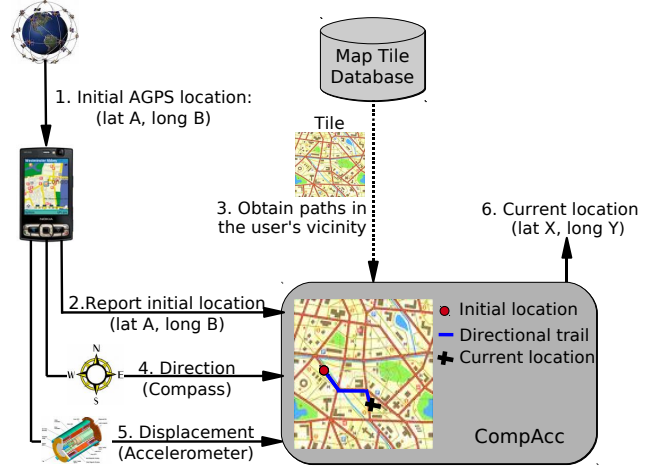 Map Tile
Database
1. Initial AGPS location:
(lat A, long B)
Tile
3. Obtain paths in
the user's vicinity
6. Current location
(lat X, long Y)
2.Report initial location
(lat A, long B)
Initial location
Directional trail
Current location
N
W
E
S
4. Direction
(Compass)
5. Displacement
(Accelerometer)
CompAcc
NOKIA